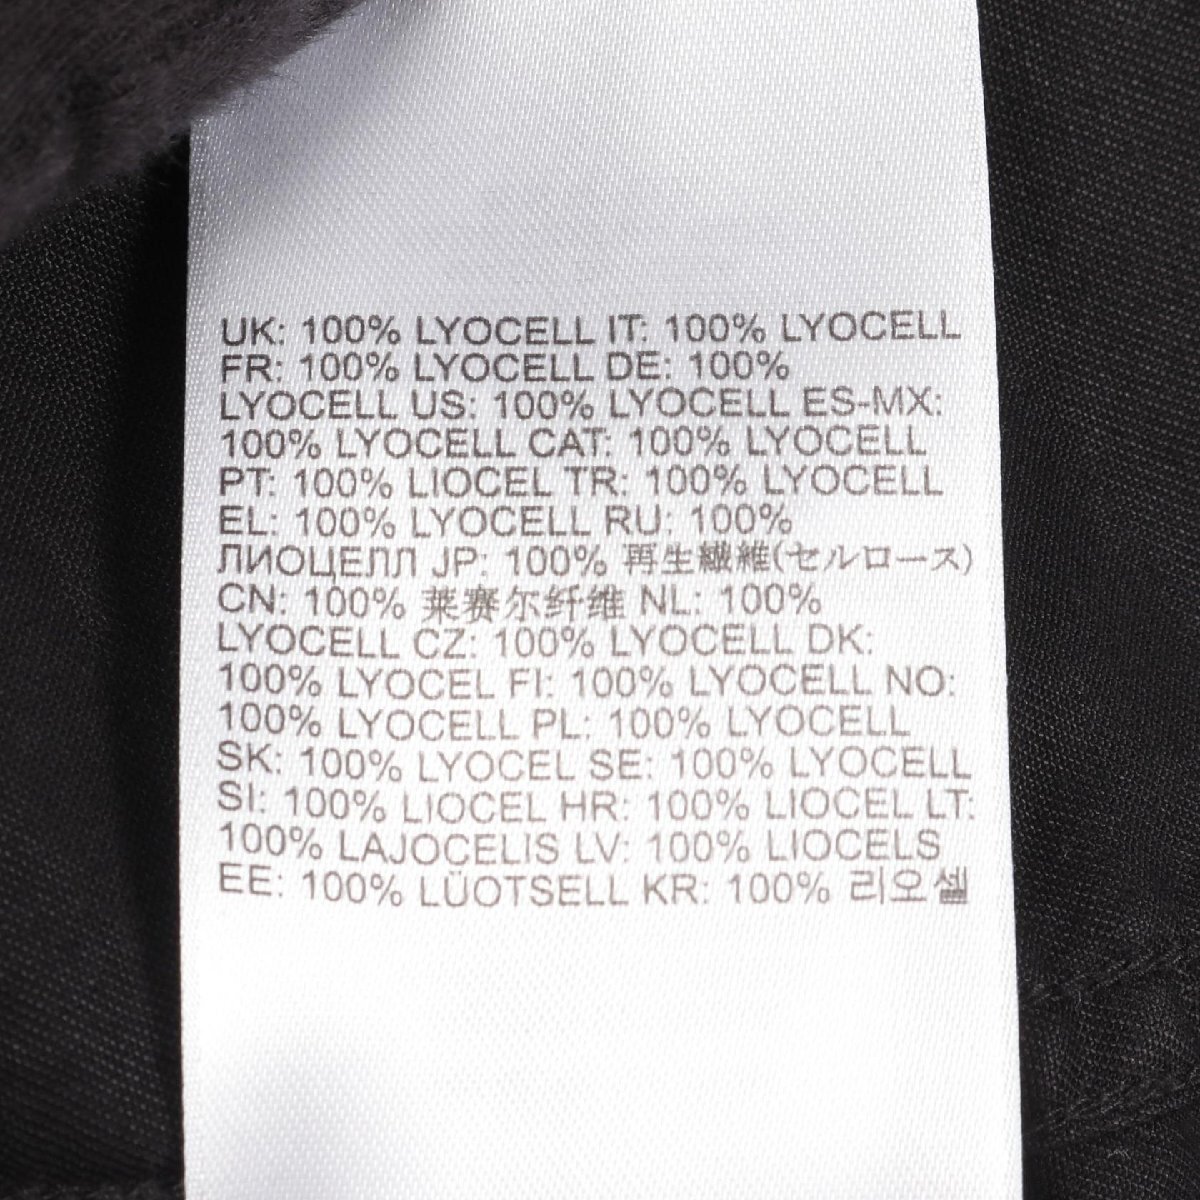 UK: 100% LYOCELL IT: 100% LYOCELL
FR: 100% LYOCELL DE: 100%
LYOCELL US: 100% LYOCELL ES-MX:
100% LYOCELL CAT: 100% LYOCELL
PT: 100% LIOCEL TR: 100% LYOCELL
EL: 100% LYOCELL RU: 100%
ЛИОЦЕЛЛ JP: 100% 再生繊維(セルロース)
CN: 100% 莱赛尔纤维 NL: 100%
LYOCELL CZ: 100% LYOCELL DK:
100% LYOCEL FI: 100% LYOCELL NO:
100% LYOCELL PL: 100% LYOCELL
SK: 100% LYOCEL SE: 100% LYOCELL
SI: 100% LIOCEL HR: 100% LIOCEL LT:
100% LAJOCELIS LV: 100% LIOCELS
EE: 100% LÜOTSELL KR: 100% 리오셀